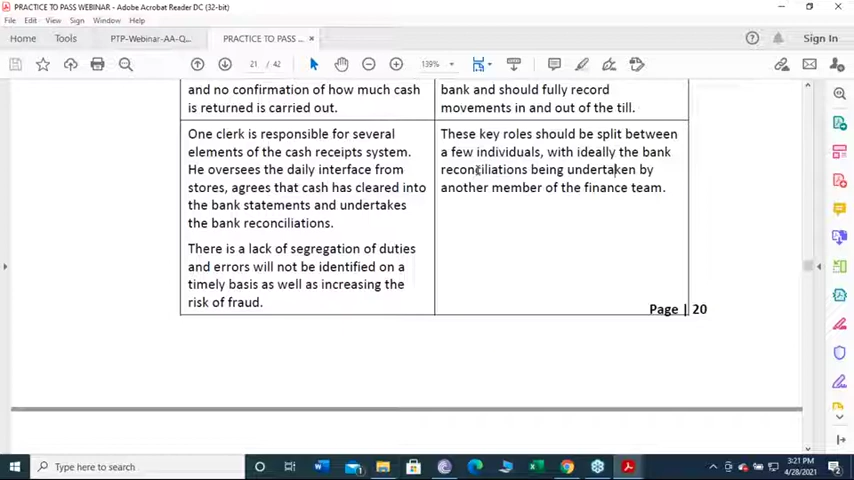 PRACTICE TO PASS WEBINAR - Adobe Acrobat Reader DC (32-bit)
File Edit View Sign Window Help
Home Tools PTP-Webinar-AA-Q... PRACTICE TO PASS ... × Sign In
21 / 42 139%
and no confirmation of how much cash
is returned is carried out.
bank and should fully record
movements in and out of the till.
One clerk is responsible for several
elements of the cash receipts system.
He oversees the daily interface from
stores, agrees that cash has cleared into
the bank statements and undertakes
the bank reconciliations.
There is a lack of segregation of duties
and errors will not be identified on a
timely basis as well as increasing the
risk of fraud.
These key roles should be split between
a few individuals, with ideally the bank
reconciliations being undertaken by
another member of the finance team.
Page | 20
Type here to search
3:21 PM
4/28/2021